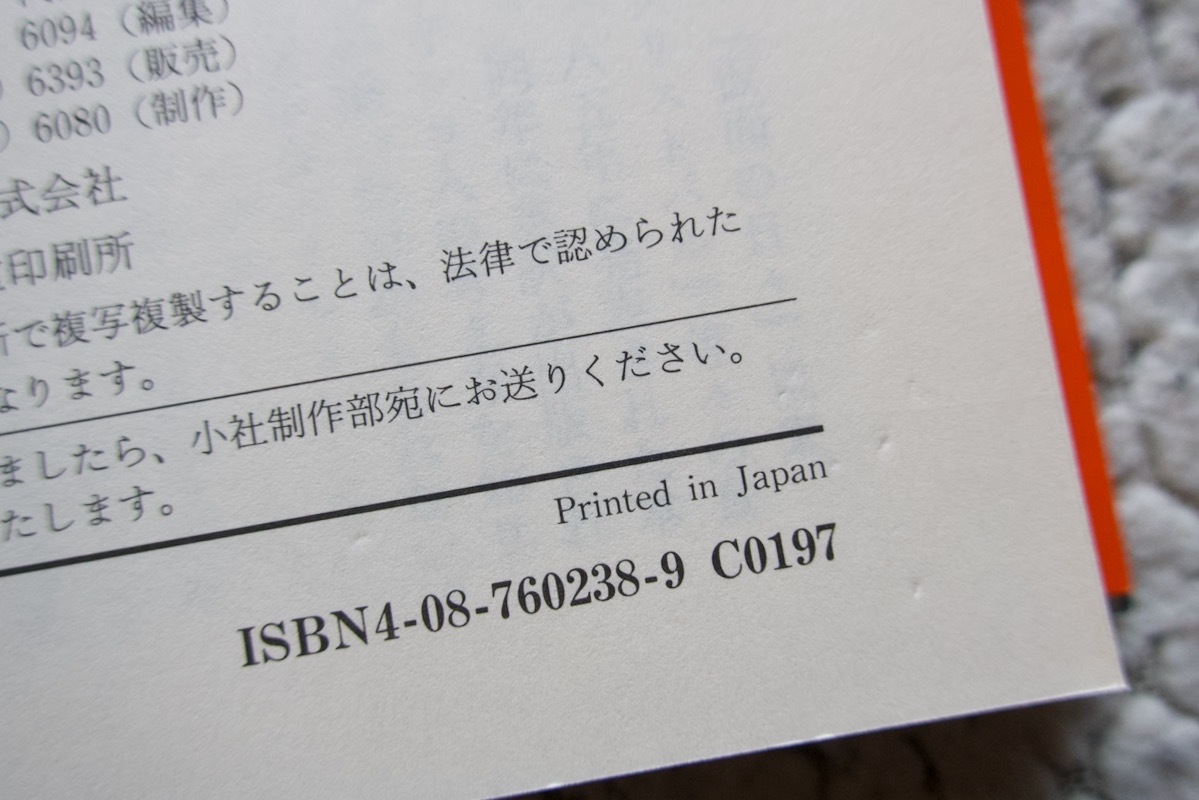 6094（編集）
）6393（販売）
）6080（制作）
式会社
印刷所
で複写複製することは、法律で認められた
なります。
ましたら、小社制作部宛にお送りください。
たします。
Printed in Japan
ISBN4-08-760238-9 C0197